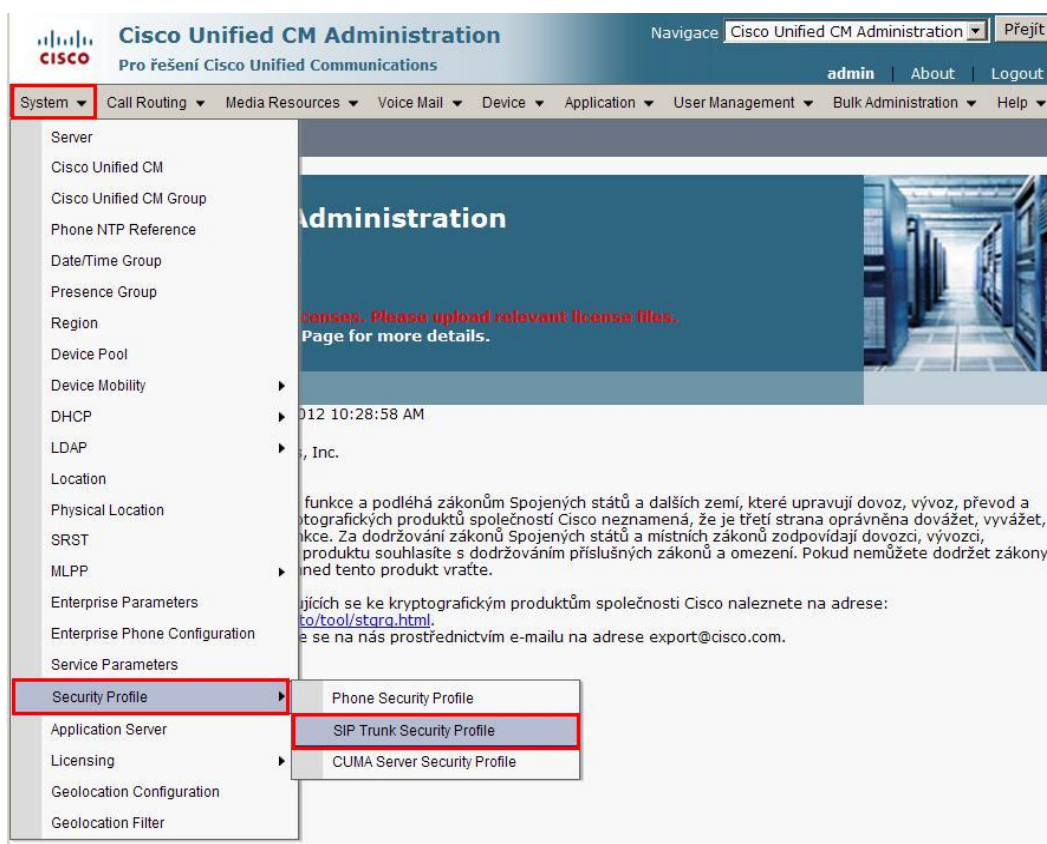 CISCO
Cisco Unified CM Administration
Pro řešení Cisco Unified Communications
Navigace Cisco Unified CM Administration Přejít
admin About Logout
System Call Routing Media Resources Voice Mail Device Application User Management Bulk Administration Help
Server
Cisco Unified CM
Cisco Unified CM Group
Phone NTP Reference
Date/Time Group
Presence Group
Region
Device Pool
Device Mobility
DHCP
LDAP
Location
Physical Location
SRST
MLPP
Enterprise Parameters
Enterprise Phone Configuration
Service Parameters
Security Profile
Application Server
Licensing
Geolocation Configuration
Geolocation Filter
Phone Security Profile
SIP Trunk Security Profile
CUMA Server Security Profile
Administration
censes. Please upload relevant license files.
Page for more details.
012 10:28:58 AM
s, Inc.
funkce a podléhá zákonům Spojených států a dalších zemí, které upravují dovoz, vývoz, převod a
ptografických produktů společností Cisco neznamená, že je třetí strana oprávněna dovážet, vyvážet,
nkce. Za dodržování zákonů Spojených států a místních zákonů zodpovídají dovozci, vývozci,
produktu souhlasíte s dodržováním příslušných zákonů a omezení. Pokud nemůžete dodržet zákony
ned tento produkt vraťte.
ujících se ke kryptografickým produktům společnosti Cisco naleznete na adrese:
to/tool/stqrg.html.
e se na nás prostřednictvím e-mailu na adrese export@cisco.com.